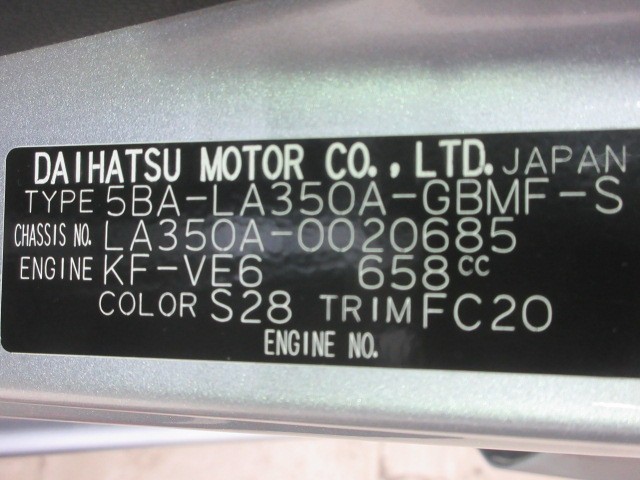 DAIHATSU MOTOR CO., LTD. JAPAN
TYPE 5BA-LA350A-GBMF-S
CHASSIS NO. LA350A-0020685
ENGINE KF-VE6 658cc
COLOR S28 TRIM FC20
ENGINE NO.